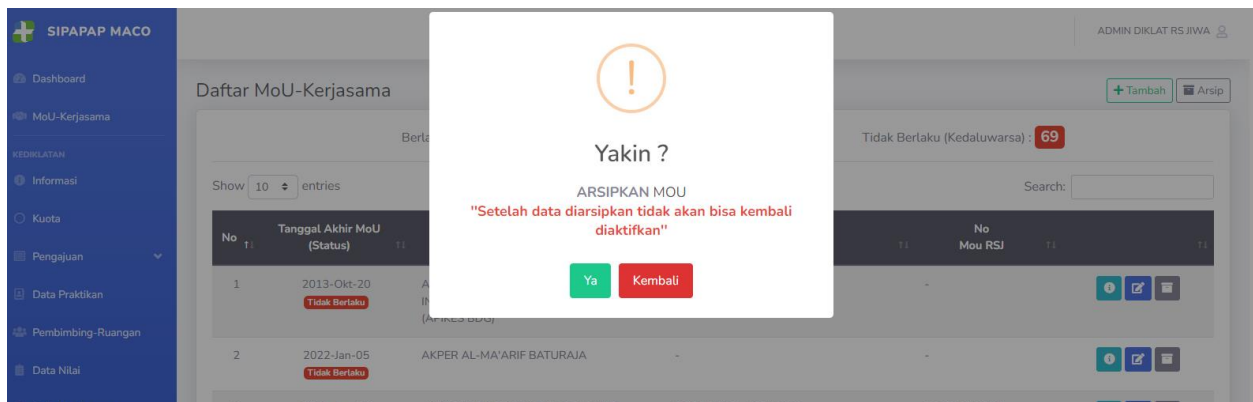 SIPAPAP MACO
ADMIN DIKLAT RS JIWA
Dashboard
MoU-Kerjasama
KEDIKLATAN
Informasi
Kuota
Pengajuan
Data Praktikan
Pembimbing-Ruangan
Data Nilai
Daftar MoU-Kerjasama
+ Tambah
Arsip
Tidak Berlaku (Kedaluwarsa) : 69
Show 10 entries
Search:
No
Tanggal Akhir MoU
(Status)
No
Mou RSJ
1
2013-Okt-20
Tidak Berlaku
-
2
2022-Jan-05
Tidak Berlaku
AKPER AL-MA'ARIF BATURAJA
-
-
Yakin ?
ARSIPKAN MOU
"Setelah data diarsipkan tidak akan bisa kembali
diaktifkan"
Ya
Kembali